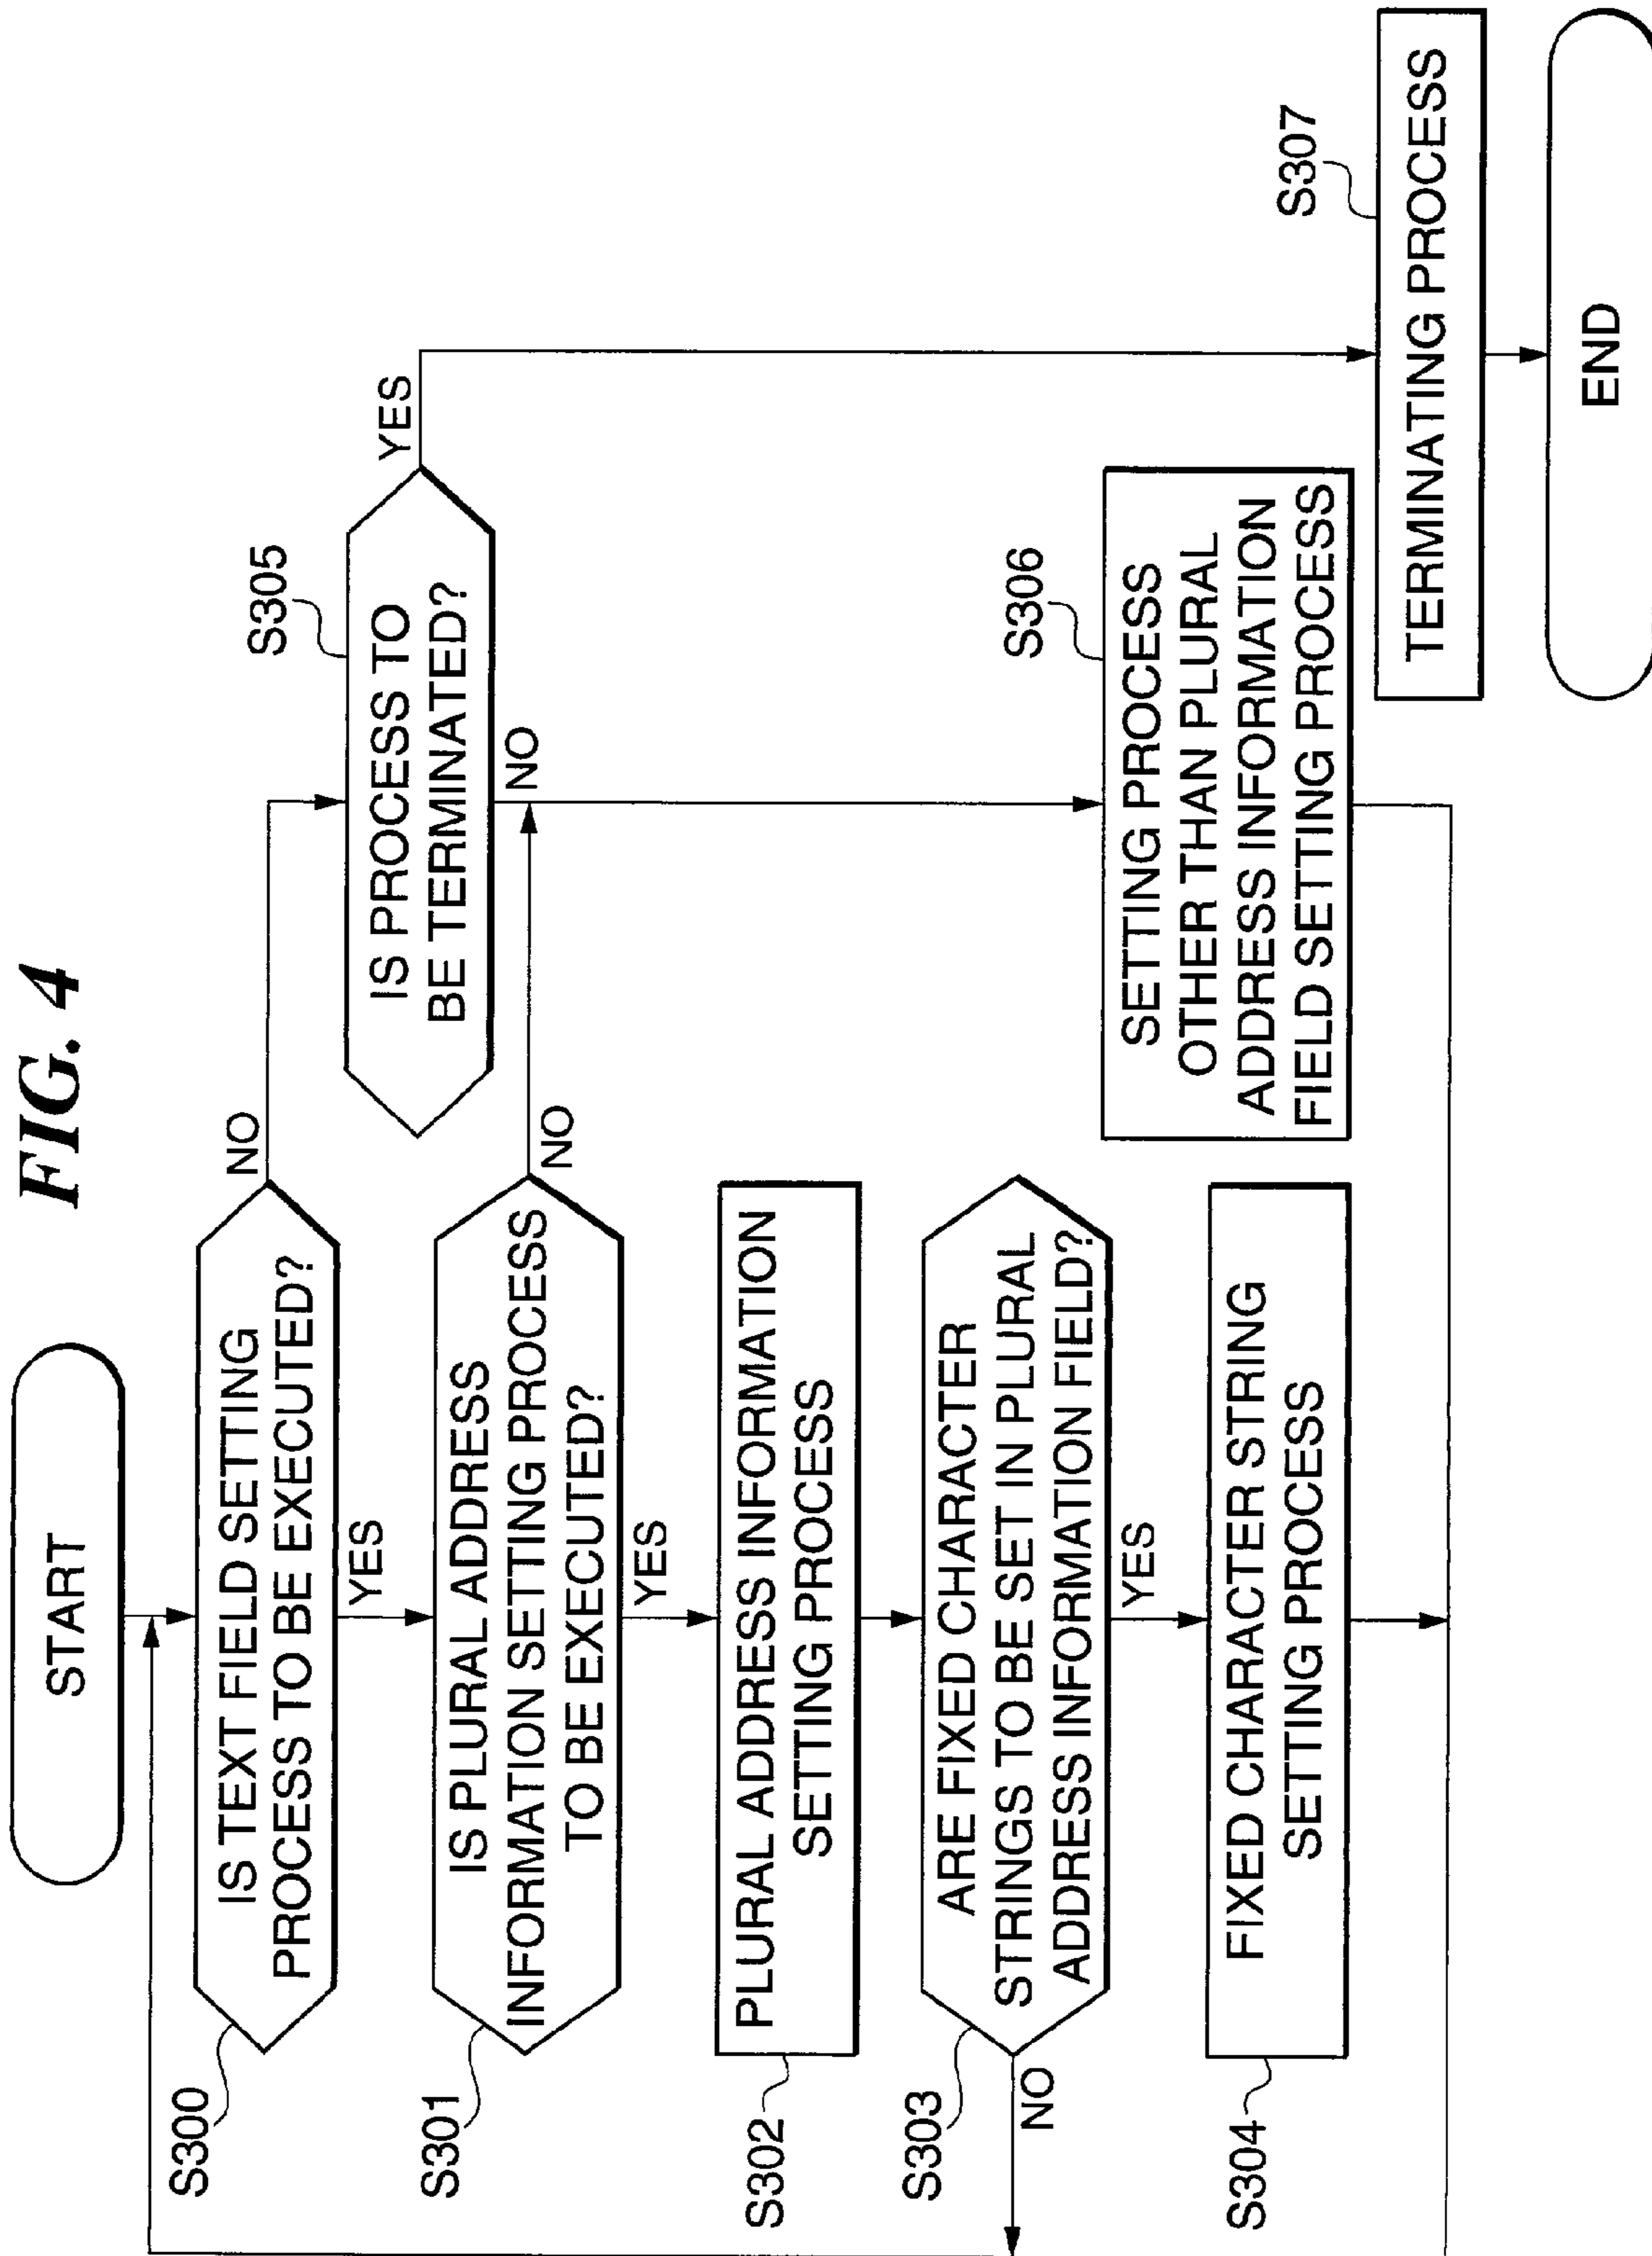 FIG. 4
START
S300
IS TEXT FIELD SETTING
PROCESS TO BE EXECUTED?
NO
YES
S301
IS PLURAL ADDRESS
INFORMATION SETTING PROCESS
TO BE EXECUTED?
NO
YES
S302
PLURAL ADDRESS INFORMATION
SETTING PROCESS
S303
ARE FIXED CHARACTER
STRINGS TO BE SET IN PLURAL
ADDRESS INFORMATION FIELD?
NO
YES
S304
FIXED CHARACTER STRING
SETTING PROCESS
S305
IS PROCESS TO
BE TERMINATED?
YES
NO
S306
SETTING PROCESS
OTHER THAN PLURAL
ADDRESS INFORMATION
FIELD SETTING PROCESS
S307
TERMINATING PROCESS
END